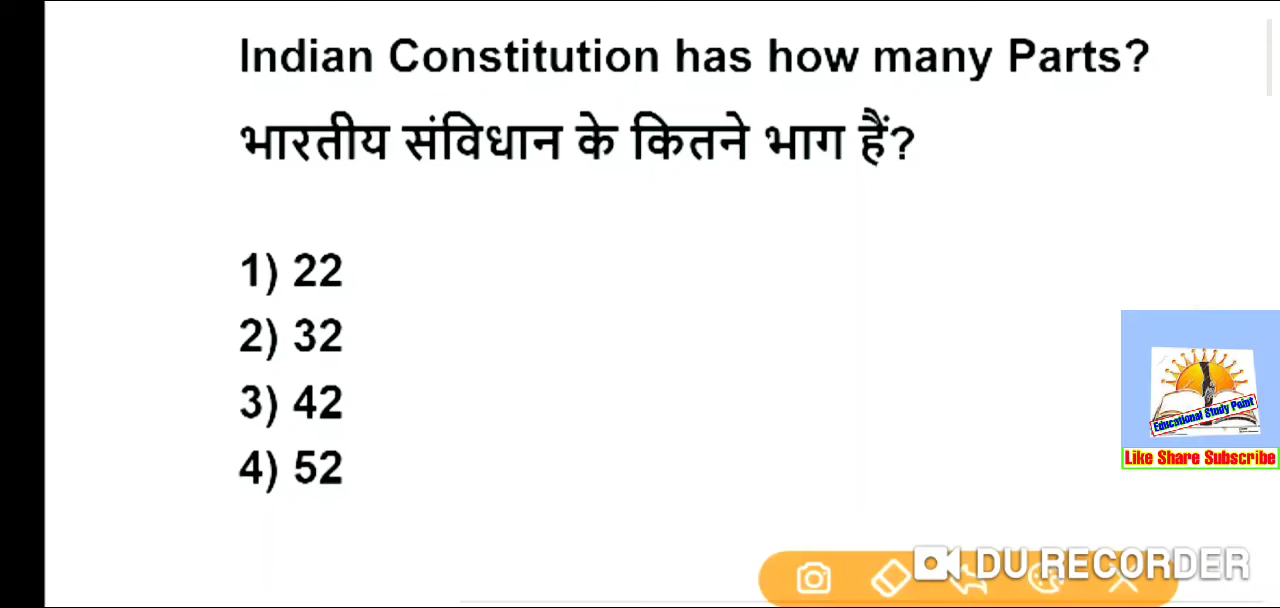 Indian Constitution has how many Parts?
भारतीय संविधान के कितने भाग हैं?
1) 22
2) 32
3) 42
4) 52
Educational Study Point
Like Share Subscribe
DU RECORDER